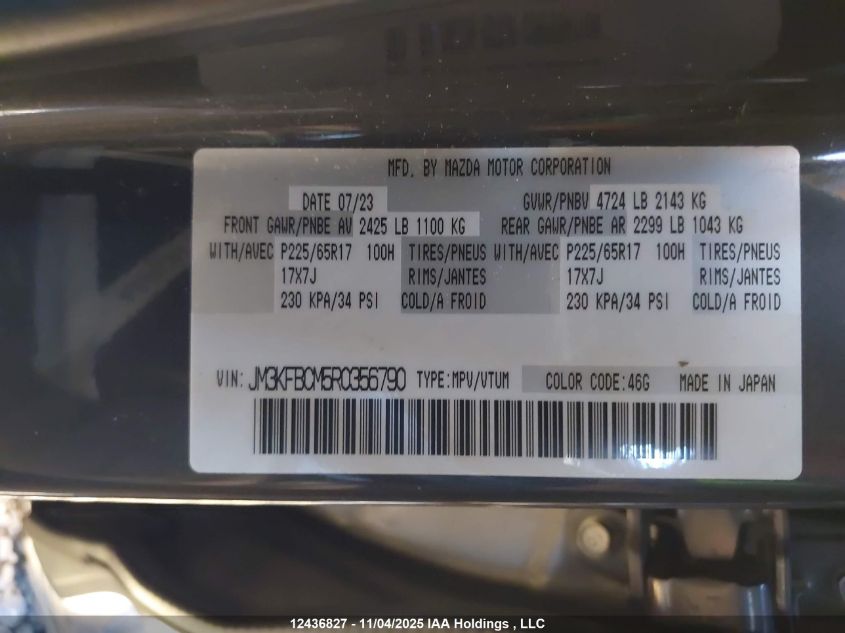 MFD. BY MAZDA MOTOR CORPORATION
DATE 07/23 GVWR/PNBV 4724 LB 2143 KG
FRONT GAWR/PNBE AV 2425 LB 1100 KG REAR GAWR/PNBE AR 2299 LB 1043 KG
WITH/AVEC P225/65R17 100H TIRES/PNEUS WITH/AVEC P225/65R17 100H TIRES/PNEUS
17X7J RIMS/JANTES 17X7J RIMS/JANTES
230 KPA/34 PSI COLD/A FROID 230 KPA/34 PSI COLD/A FROID
VIN: JM3KFBCM5R0356790 TYPE:MPV/VTUM COLOR CODE:46G MADE IN JAPAN
12436827 - 11/04/2025 IAA Holdings , LLC